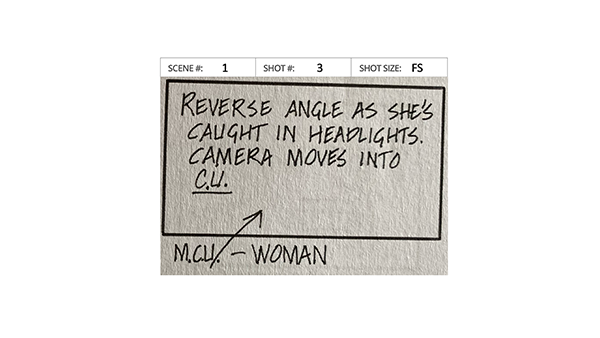 SCENE #: 1 SHOT #: 3 SHOT SIZE: FS
REVERSE ANGLE AS SHE'S
CAUGHT IN HEADLIGHTS.
CAMERA MOVES INTO
C.U.
M.C.U. – WOMAN